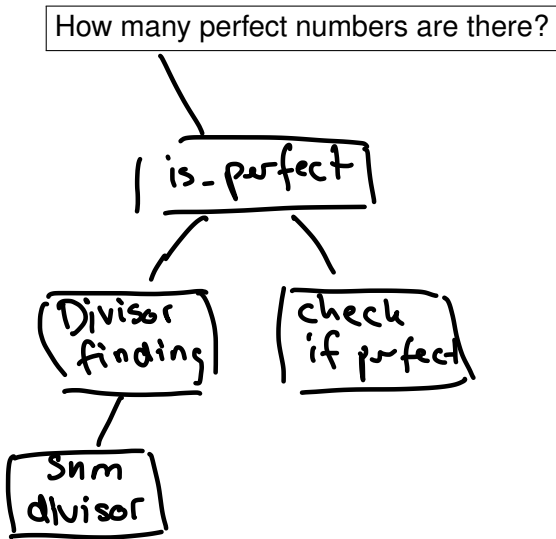 How many perfect numbers are there?
is_perfect
Divisor
finding
check
if perfect
Sum
divisor